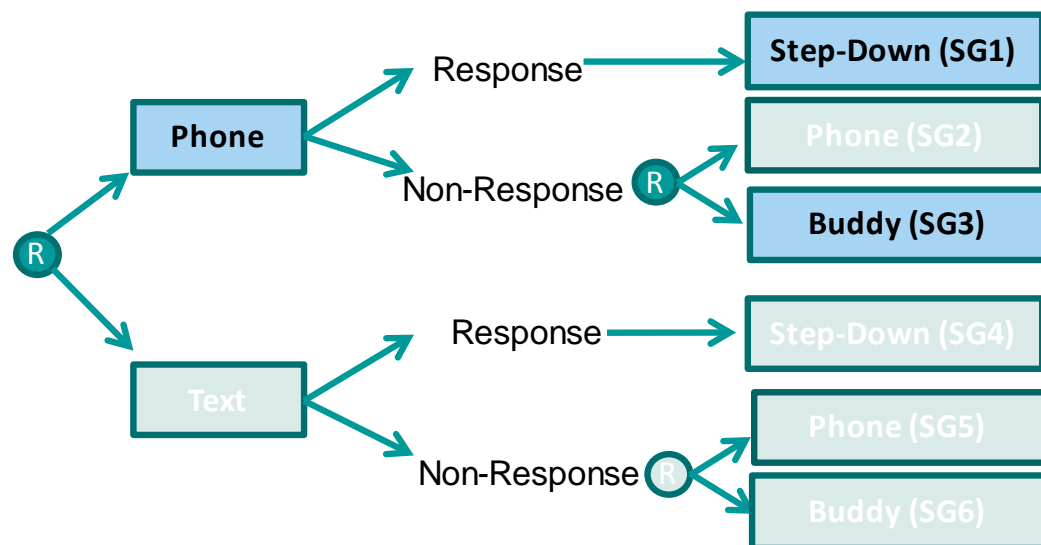 Response
Step-Down (SG1)
Phone
Phone (SG2)
Non-Response
R
Buddy (SG3)
R
Response
Step-Down (SG4)
Text
Phone (SG5)
Non-Response
R
Buddy (SG6)